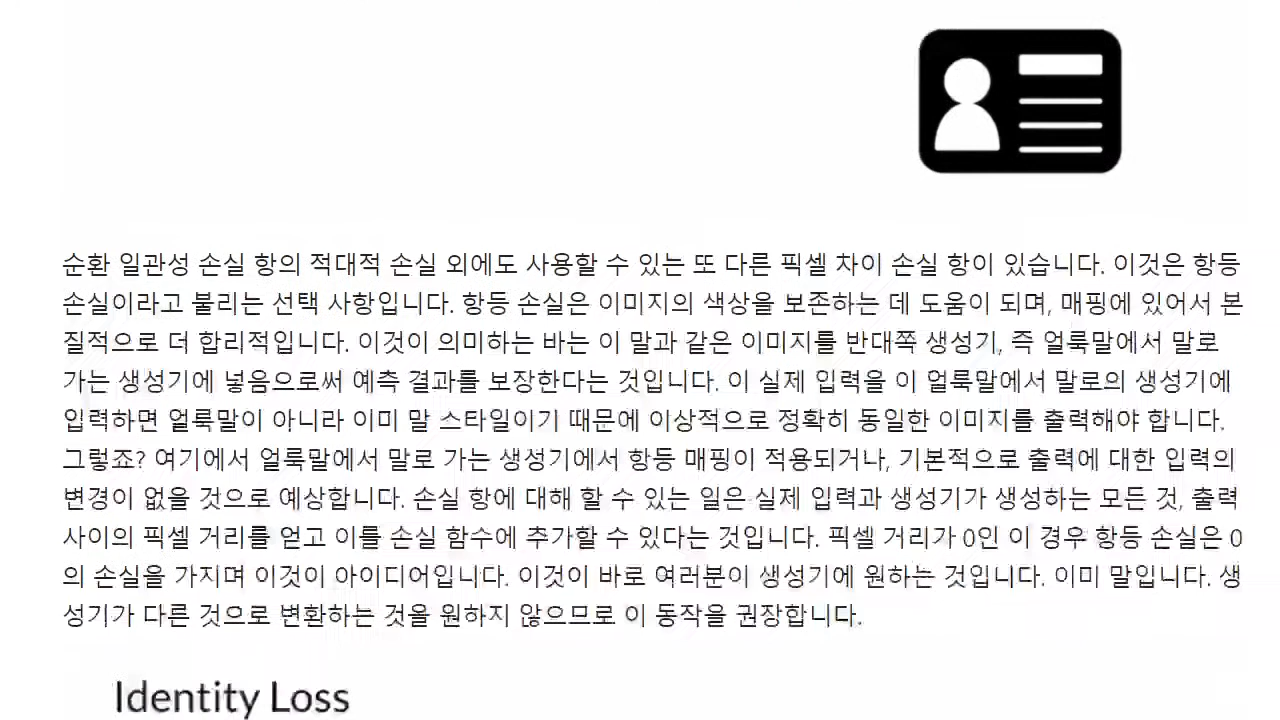 순환 일관성 손실 항의 적대적 손실 외에도 사용할 수 있는 또 다른 픽셀 차이 손실 항이 있습니다. 이것은 항등
손실이라고 불리는 선택 사항입니다. 항등 손실은 이미지의 색상을 보존하는 데 도움이 되며, 매핑에 있어서 본
질적으로 더 합리적입니다. 이것이 의미하는 바는 이 말과 같은 이미지를 반대쪽 생성기, 즉 얼룩말에서 말로
가는 생성기에 넣음으로써 예측 결과를 보장한다는 것입니다. 이 실제 입력을 이 얼룩말에서 말로의 생성기에
입력하면 얼룩말이 아니라 이미 말 스타일이기 때문에 이상적으로 정확히 동일한 이미지를 출력해야 합니다.
그렇죠? 여기에서 얼룩말에서 말로 가는 생성기에서 항등 매핑이 적용되거나, 기본적으로 출력에 대한 입력의
변경이 없을 것으로 예상합니다. 손실 항에 대해 할 수 있는 일은 실제 입력과 생성기가 생성하는 모든 것, 출력
사이의 픽셀 거리를 얻고 이를 손실 함수에 추가할 수 있다는 것입니다. 픽셀 거리가 0인 이 경우 항등 손실은 0
의 손실을 가지며 이것이 아이디어입니다. 이것이 바로 여러분이 생성기에 원하는 것입니다. 이미 말입니다. 생
성기가 다른 것으로 변환하는 것을 원하지 않으므로 이 동작을 권장합니다.
Identity Loss